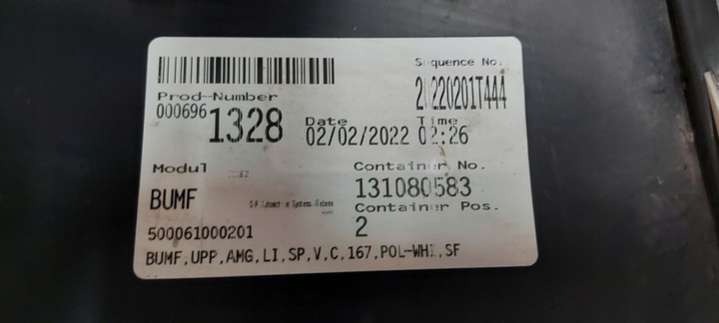 Sequence No.
20220201T444
Prod-Number
000696 1328
Date Time
02/02/2022 02:26
Modul
BUMF
Container No.
131080583
Container Pos.
2
500061000201
BUMF,UPP,AMG,LI,SP,V,C,167,POL-WHI,SF